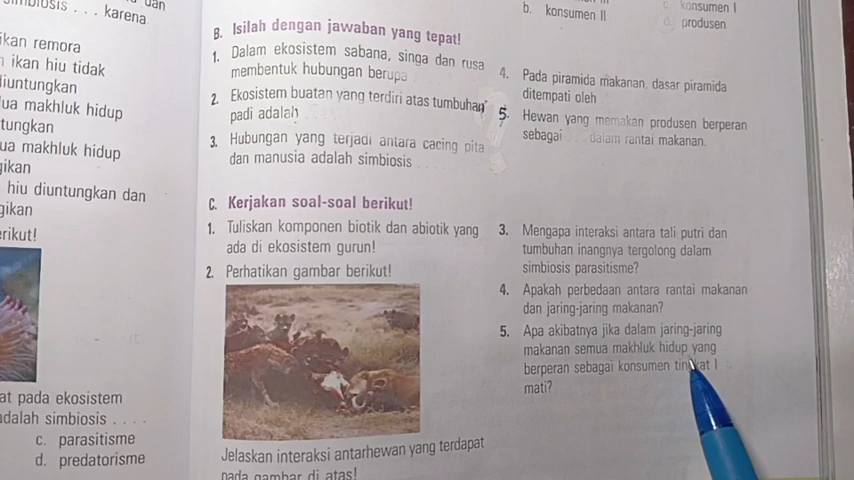 dan
. . . karena
ikan remora
ikan hiu tidak
diuntungkan
makhluk hidup
makhluk hidup
hiu diuntungkan dan
at pada ekosistem
adalah simbiosis . . . .
c. parasitisme
d. predatorisme
B. Isilah dengan jawaban yang tepat!
1. Dalam ekosistem sabana, singa dan rusa
membentuk hubungan berupa
2. Ekosistem buatan yang terdiri atas tumbuhan
padi adalah
3. Hubungan yang terjadi antara cacing pita
dan manusia adalah simbiosis . . . .
b. konsumen II
c. konsumen I
d. produsen
4. Pada piramida makanan, dasar piramida
ditempati oleh
5. Hewan yang memakan produsen berperan
sebagai . . . dalam rantai makanan.
C. Kerjakan soal-soal berikut!
1. Tuliskan komponen biotik dan abiotik yang
ada di ekosistem gurun!
2. Perhatikan gambar berikut!
Jelaskan interaksi antarhewan yang terdapat
pada gambar di atas!
3. Mengapa interaksi antara tali putri dan
tumbuhan inangnya tergolong dalam
simbiosis parasitisme?
4. Apakah perbedaan antara rantai makanan
dan jaring-jaring makanan?
5. Apa akibatnya jika dalam jaring-jaring
makanan semua makhluk hidup yang
berperan sebagai konsumen tingkat I
mati?